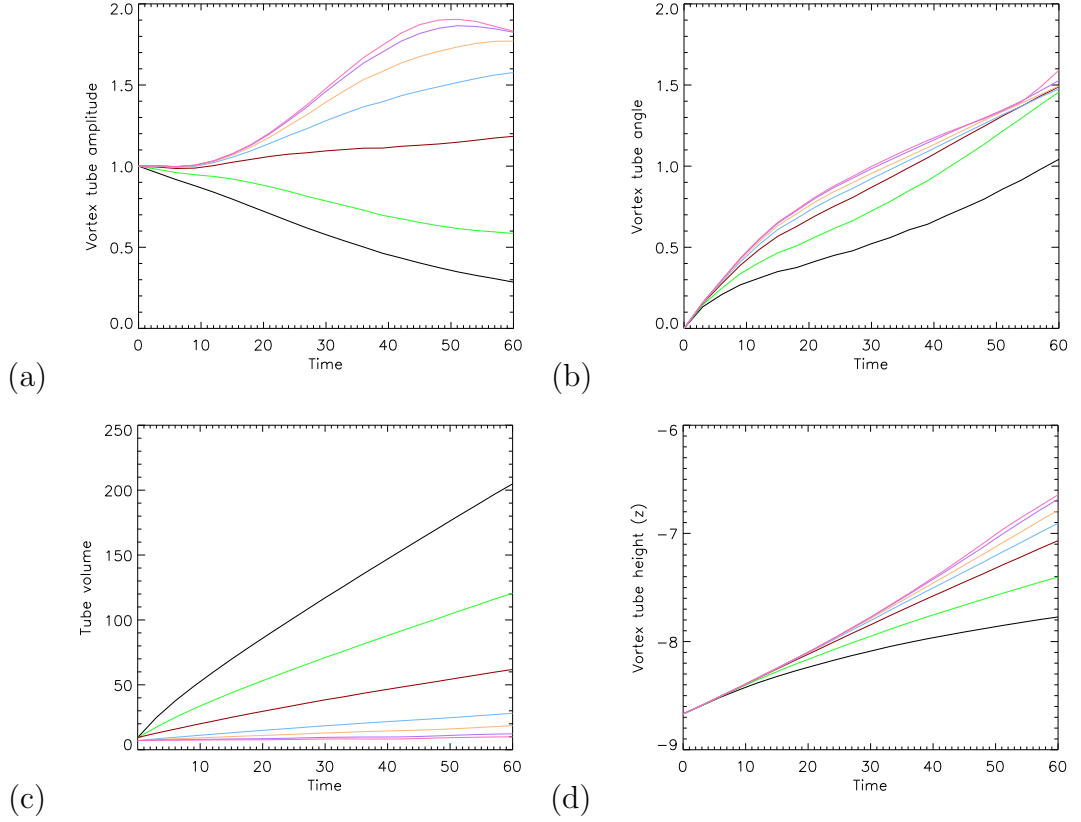 2.0
1.5
1.0
0.5
0.0
Vortex tube amplitude
0 10 20 30 40 50 60
Time
(a)
2.0
1.5
1.0
0.5
0.0
Vortex tube angle
0 10 20 30 40 50 60
Time
(b)
250
200
150
100
50
0
Tube volume
10 20 30 40 50 60
Time
(c)
−6
−7
−8
−9
Vortex tube height (z)
0 10 20 30 40 50 60
Time
(d)